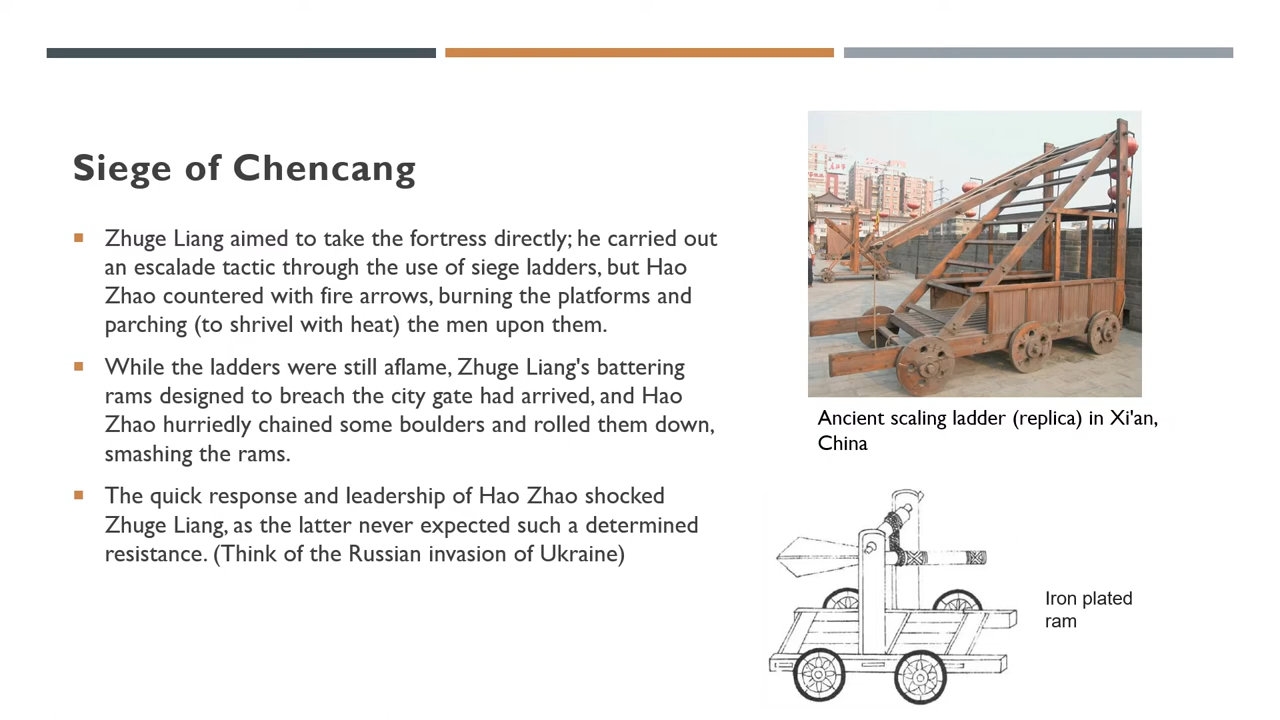 Siege of Chencang
Zhuge Liang aimed to take the fortress directly; he carried out
an escalade tactic through the use of siege ladders, but Hao
Zhao countered with fire arrows, burning the platforms and
parching (to shrivel with heat) the men upon them.
While the ladders were still aflame, Zhuge Liang's battering
rams designed to breach the city gate had arrived, and Hao
Zhao hurriedly chained some boulders and rolled them down,
smashing the rams.
The quick response and leadership of Hao Zhao shocked
Zhuge Liang, as the latter never expected such a determined
resistance. (Think of the Russian invasion of Ukraine)
Ancient scaling ladder (replica) in Xi'an,
China
Iron plated
ram